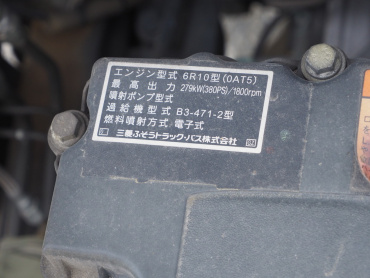 エンジン型式 6R10型(0AT5)
最高出力 279kW(380PS)/1800rpm
噴射ポンプ型式
過給機型式 B3-471-2型
燃料噴射方式 電子式
三菱ふそうトラック・バス株式会社